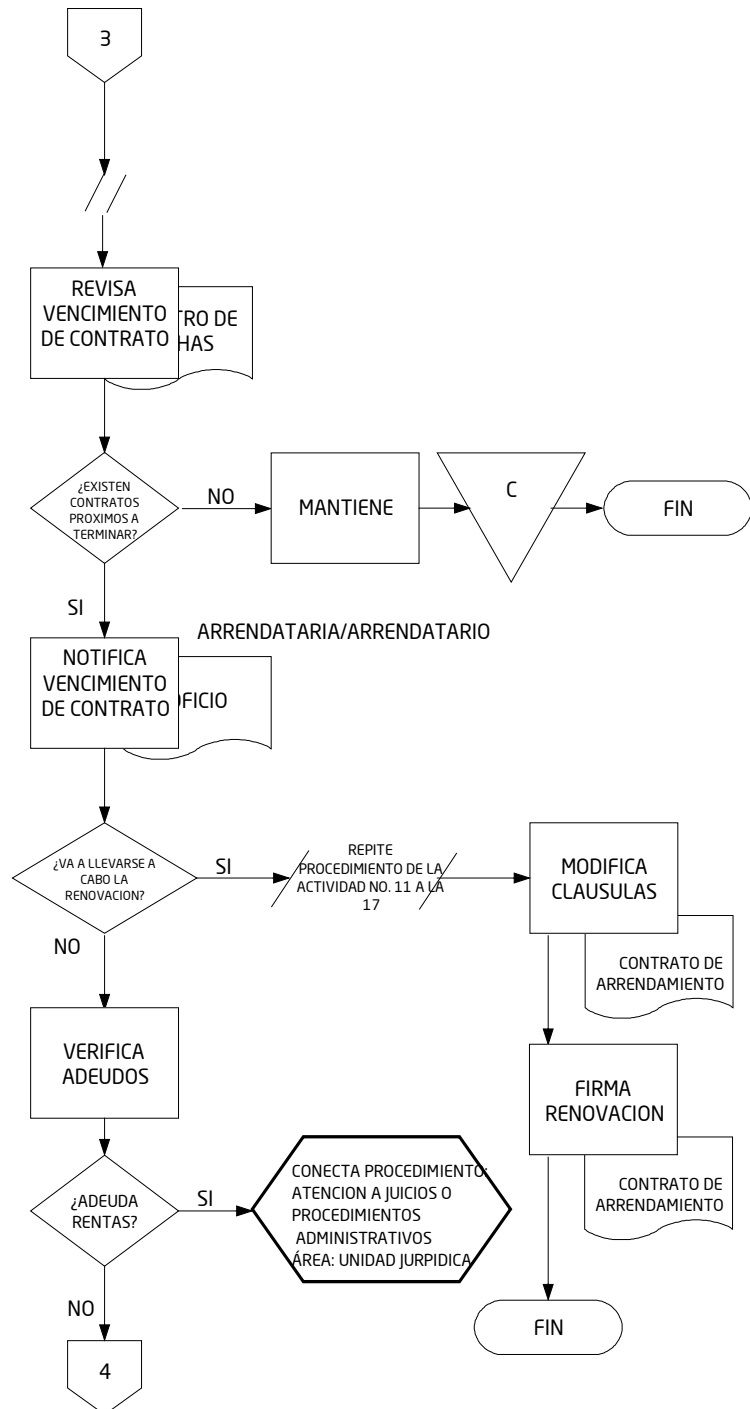 3
REVISA
VENCIMIENTO
DE CONTRATO
TRO DE
HAS
¿EXISTEN
CONTRATOS
PROXIMOS A
TERMINAR?
NO
MANTIENE
C
FIN
SI
ARRENDATARIA/ARRENDATARIO
NOTIFICA
VENCIMIENTO
DE CONTRATO
OFICIO
¿VA A LLEVARSE A
CABO LA
RENOVACION?
SI
REPITE
PROCEDIMIENTO DE LA
ACTIVIDAD NO. 11 A LA
17
MODIFICA
CLAUSULAS
CONTRATO DE
ARRENDAMIENTO
NO
VERIFICA
ADEUDOS
FIRMA
RENOVACION
CONTRATO DE
ARRENDAMIENTO
¿ADEUDA
RENTAS?
SI
CONECTA PROCEDIMIENTO:
ATENCION A JUICIOS O
PROCEDIMIENTOS
ADMINISTRATIVOS
ÁREA: UNIDAD JURPIDICA
FIN
NO
4